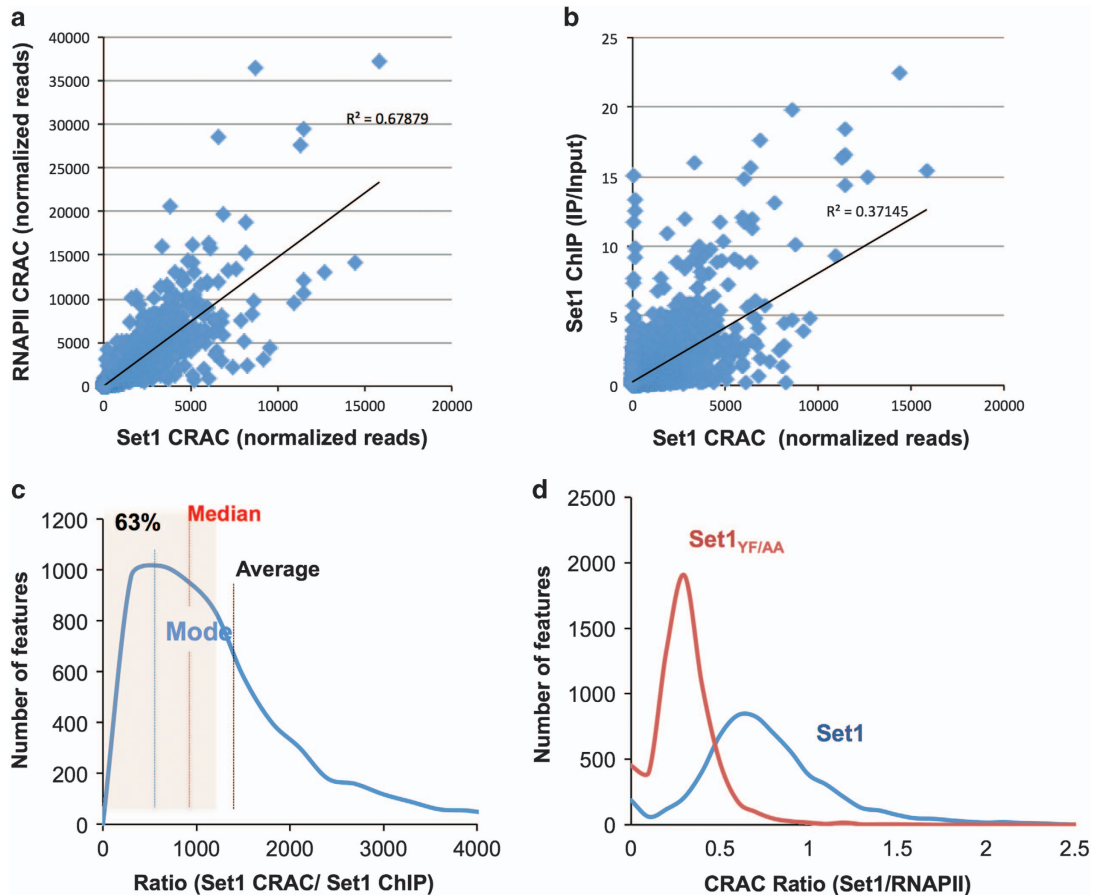 a
RNAPII CRAC (normalized reads)
40000
35000
30000
25000
20000
15000
10000
5000
0
R² = 0.67879
0 5000 10000 15000 20000
Set1 CRAC (normalized reads)
b
Set1 ChIP (IP/Input)
25
20
15
10
5
0
R² = 0.37145
0 5000 10000 15000 20000
Set1 CRAC (normalized reads)
c
Number of features
1200
1000
800
600
400
200
0
63%
Median
Average
Mode
0 1000 2000 3000 4000
Ratio (Set1 CRAC/ Set1 ChIP)
d
Number of features
2500
2000
1500
1000
500
0
Set1YF/AA
Set1
0 0.5 1 1.5 2 2.5
CRAC Ratio (Set1/RNAPII)